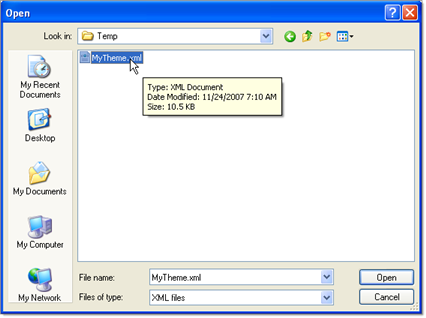 Open
Look in: Temp
MyTheme.xml
Type: XML Document
Date Modified: 11/24/2007 7:10 AM
Size: 10.5 KB
My Recent
Documents
Desktop
My Documents
My Computer
My Network
File name: MyTheme.xml Open
Files of type: XML files Cancel